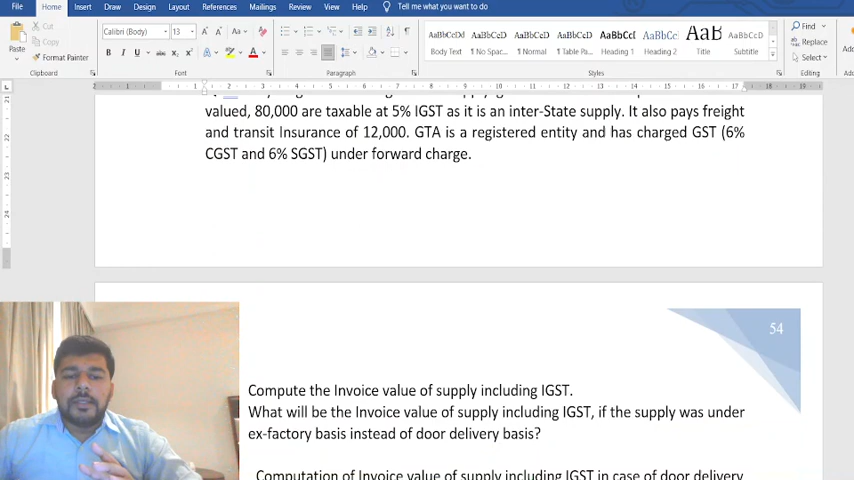 File Home Insert Draw Design Layout References Mailings Review View Help Tell me what you want to do
Cut
Copy
Format Painter
Paste
Clipboard
Calibri (Body) 13
Font
Paragraph
AaBbCcDd AaBbCcDd AaBbCcDd AaBbCcDd AaBbCcI AaBbCc AaB AaBbCcD
Body Text ¶ No Spac... ¶ Normal ¶ Table Pa... Heading 1 Heading 2 Title Subtitle
Styles
Find
Replace
Select
Editing
valued, 80,000 are taxable at 5% IGST as it is an inter-State supply. It also pays freight
and transit Insurance of 12,000. GTA is a registered entity and has charged GST (6%
CGST and 6% SGST) under forward charge.
54
Compute the Invoice value of supply including IGST.
What will be the Invoice value of supply including IGST, if the supply was under
ex-factory basis instead of door delivery basis?
Computation of Invoice value of supply including IGST in case of door delivery